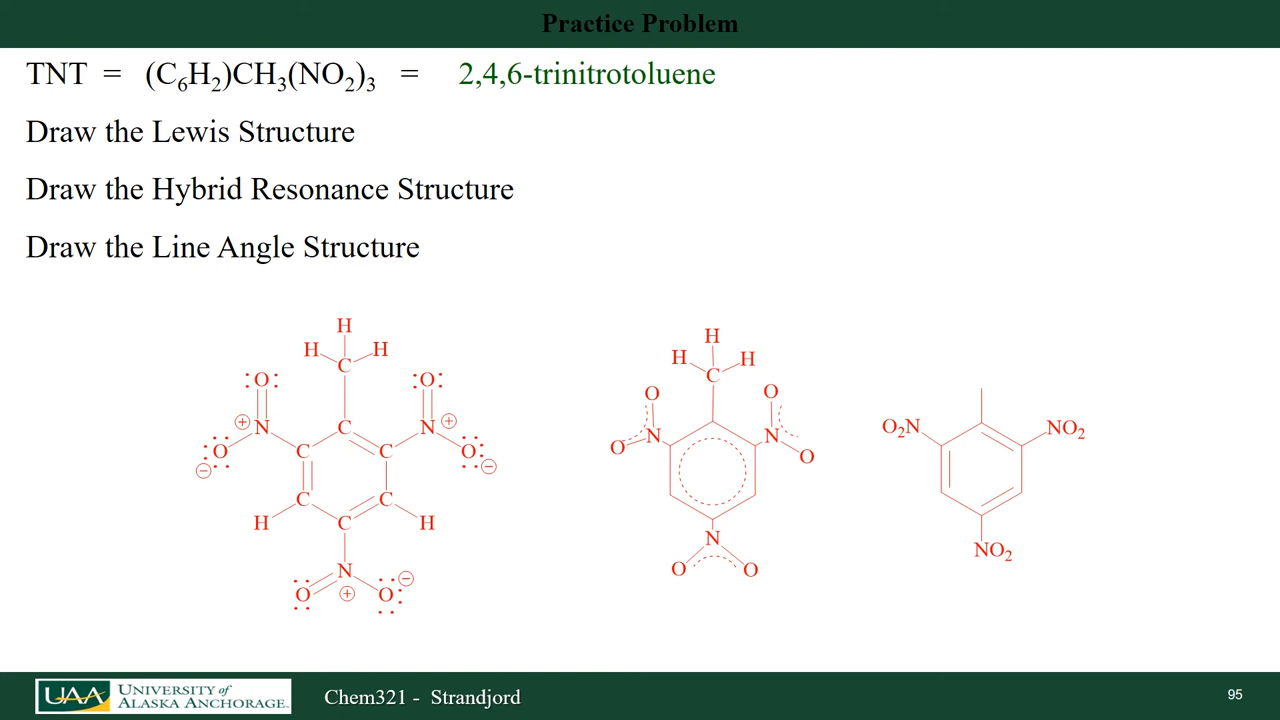 Practice Problem
TNT = (C₆H₂)CH₃(NO₂)₃ = 2,4,6-trinitrotoluene
Draw the Lewis Structure
Draw the Hybrid Resonance Structure
Draw the Line Angle Structure
H
H H
C
O O
N + C N +
O C C O
− −
C C
H C H
N −
O + O
H
H H
C
O O
N N
O O
N
O O
O₂N NO₂
NO₂
UAA UNIVERSITY of
ALASKA ANCHORAGE
Chem321 - Strandjord
95